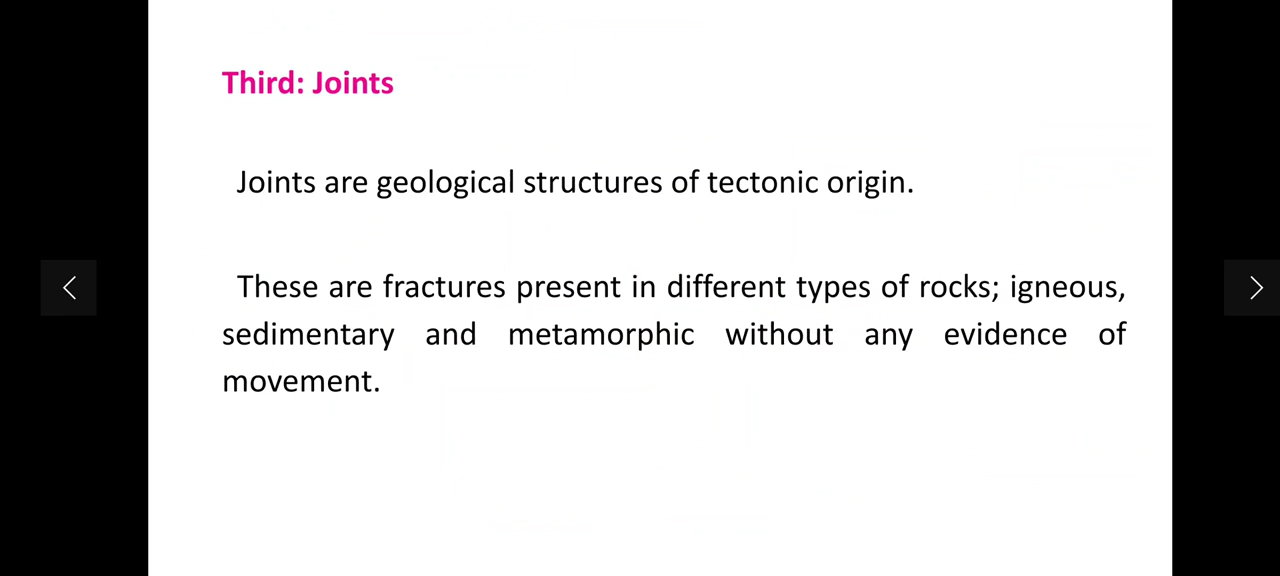 Third: Joints
Joints are geological structures of tectonic origin.
These are fractures present in different types of rocks; igneous,
sedimentary and metamorphic without any evidence of
movement.